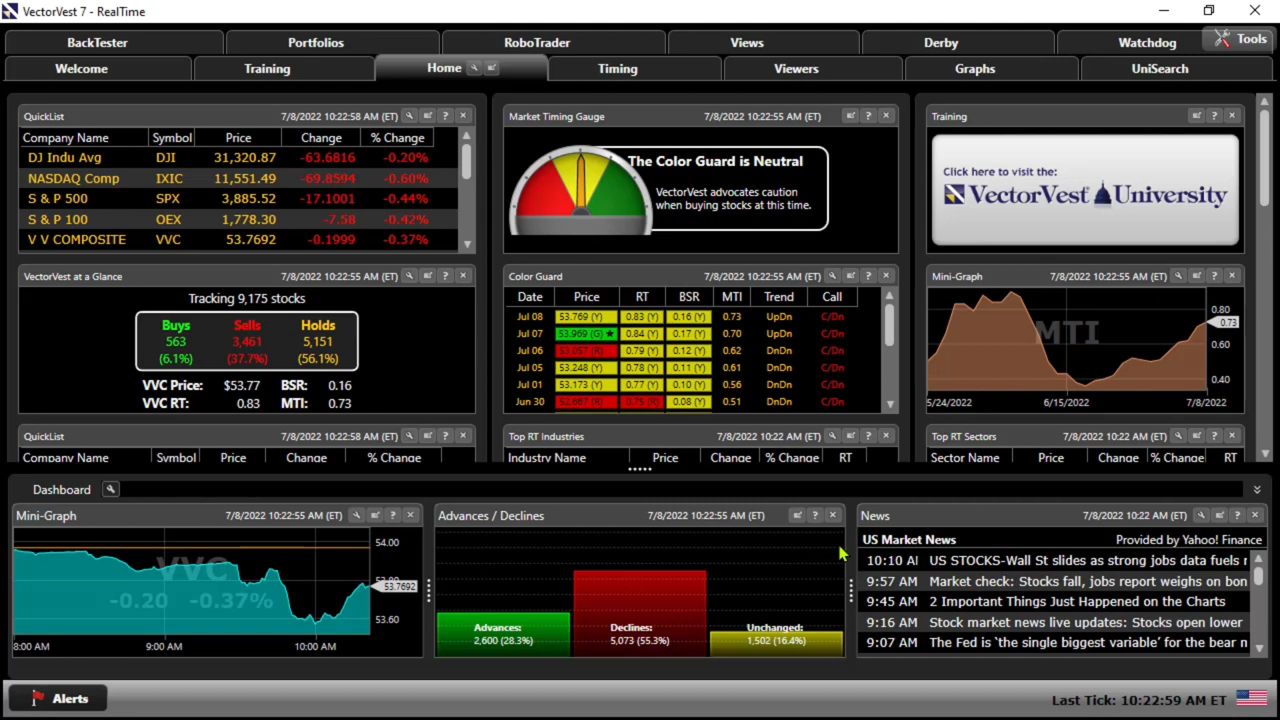 VectorVest 7 - RealTime
BackTester Portfolios RoboTrader Views Derby Watchdog Tools
Welcome Training Home Timing Viewers Graphs UniSearch
QuickList 7/8/2022 10:22:58 AM (ET)
Company Name Symbol Price Change % Change
DJ Indu Avg DJI 31,320.87 -63.6816 -0.20%
NASDAQ Comp IXIC 11,551.49 -69.8594 -0.60%
S & P 500 SPX 3,885.52 -17.1001 -0.44%
S & P 100 OEX 1,778.30 -7.58 -0.42%
V V COMPOSITE VVC 53.7692 -0.1999 -0.37%
Market Timing Gauge 7/8/2022 10:22:55 AM (ET)
The Color Guard is Neutral
VectorVest advocates caution
when buying stocks at this time.
Training
Click here to visit the:
VectorVest University
VectorVest at a Glance 7/8/2022 10:22:55 AM (ET)
Tracking 9,175 stocks
Buys Sells Holds
563 3,461 5,151
(6.1%) (37.7%) (56.1%)
VVC Price: $53.77 BSR: 0.16
VVC RT: 0.83 MTI: 0.73
Color Guard 7/8/2022 10:22:55 AM (ET)
Date Price RT BSR MTI Trend Call
Jul 08 53.769 (Y) 0.83 (Y) 0.16 (Y) 0.73 UpDn C/Dn
Jul 07 53.969 (G) ★ 0.84 (Y) 0.17 (Y) 0.70 UpDn C/Dn
Jul 06 53.057 (R) 0.79 (Y) 0.12 (Y) 0.62 DnDn C/Dn
Jul 05 53.248 (Y) 0.78 (Y) 0.11 (Y) 0.61 DnDn C/Dn
Jul 01 53.173 (Y) 0.77 (Y) 0.10 (Y) 0.56 DnDn C/Dn
Jun 30 52.667 (R) 0.75 (R) 0.08 (Y) 0.51 DnDn C/Dn
Mini-Graph 7/8/2022 10:22:55 AM (ET)
MTI
0.80
0.73
0.60
0.40
5/24/2022 6/15/2022 7/8/2022
QuickList 7/8/2022 10:22:58 AM (ET)
Company Name Symbol Price Change % Change
Top RT Industries 7/8/2022 10:22 AM (ET)
Industry Name Price Change % Change RT
Top RT Sectors 7/8/2022 10:22 AM (ET)
Sector Name Price Change % Change RT
Dashboard
Mini-Graph 7/8/2022 10:22:55 AM (ET)
VVC
-0.20 -0.37%
54.00
53.80
53.7692
53.60
8:00 AM 9:00 AM 10:00 AM
Advances / Declines 7/8/2022 10:22:55 AM (ET)
Advances:
2,600 (28.3%)
Declines:
5,073 (55.3%)
Unchanged:
1,502 (16.4%)
News 7/8/2022 10:22 AM (ET)
US Market News Provided by Yahoo! Finance
10:10 AI US STOCKS-Wall St slides as strong jobs data fuels r
9:57 AM Market check: Stocks fall, jobs report weighs on bon
9:45 AM 2 Important Things Just Happened on the Charts
9:16 AM Stock market news live updates: Stocks open lower
9:07 AM The Fed is 'the single biggest variable' for the bear n
Alerts
Last Tick: 10:22:59 AM ET